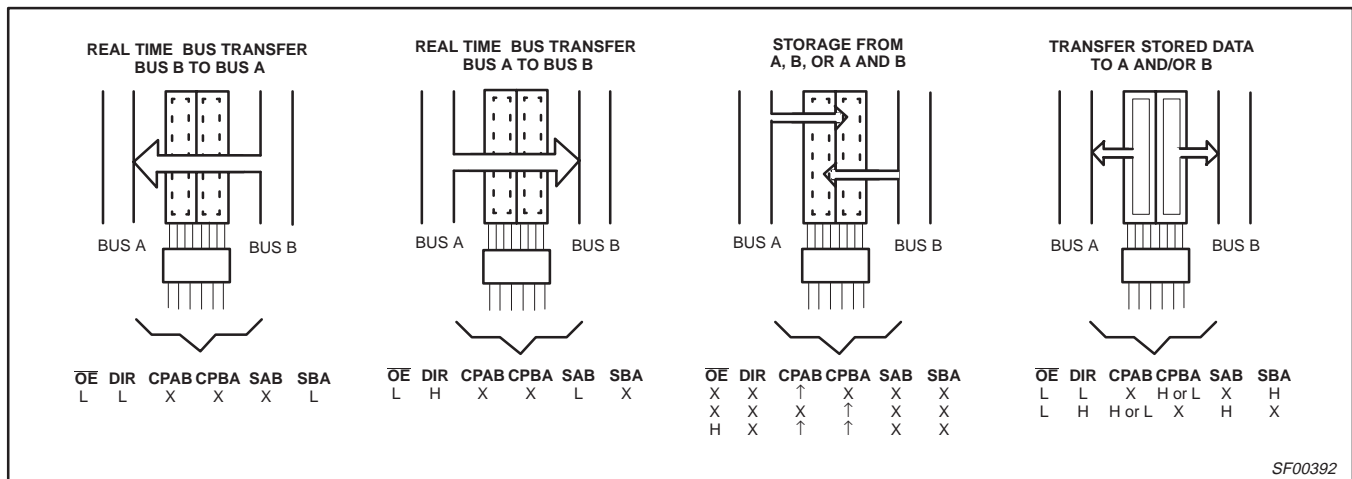 REAL TIME BUS TRANSFER
BUS B TO BUS A
BUS A
BUS B
OE DIR CPAB CPBA SAB SBA
L L X X X L
REAL TIME BUS TRANSFER
BUS A TO BUS B
BUS A
BUS B
OE DIR CPAB CPBA SAB SBA
L H X X L X
STORAGE FROM
A, B, OR A AND B
BUS A
BUS B
OE DIR CPAB CPBA SAB SBA
X X ↑ X X X
X X X ↑ X X
H X ↑ ↑ X X
TRANSFER STORED DATA
TO A AND/OR B
BUS A
BUS B
OE DIR CPAB CPBA SAB SBA
L L X H or L X H
L H H or L X H X
SF00392